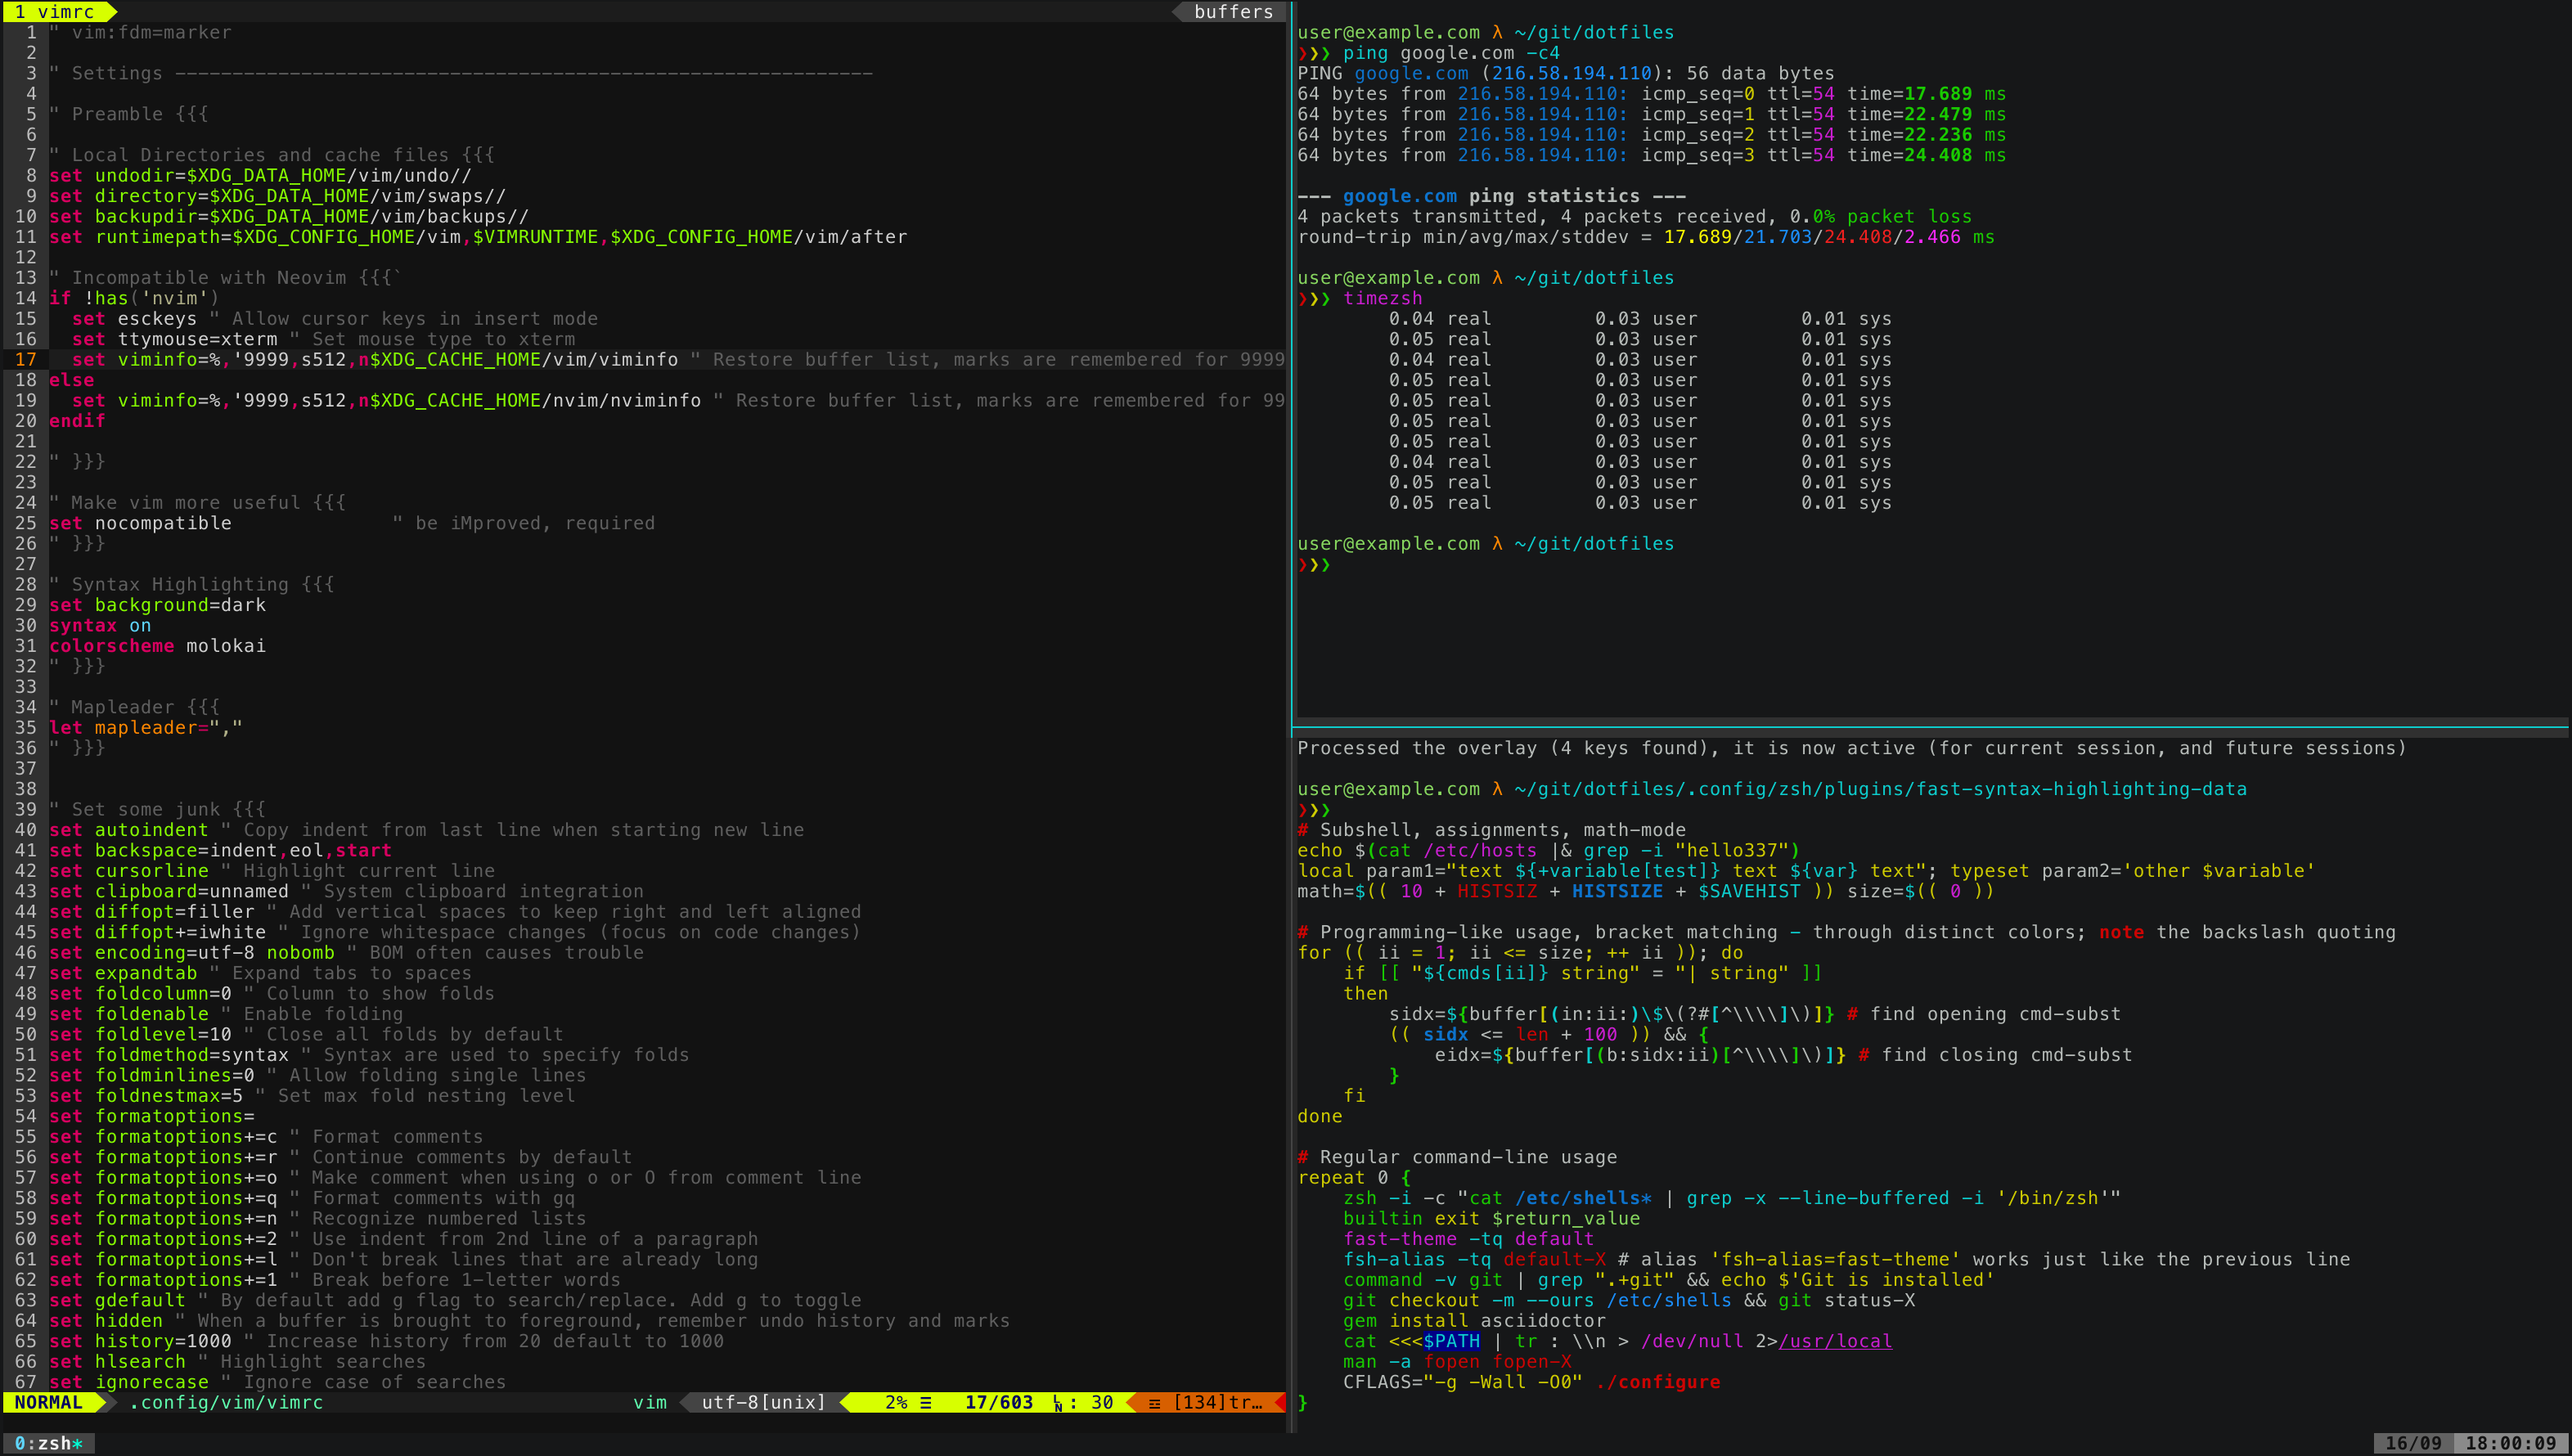 1 vimrc buffers
1 " vim:fdm=marker
2
3 " Settings -------------------------------------------------------------
4
5 " Preamble {{{
6
7 " Local Directories and cache files {{{
8 set undodir=$XDG_DATA_HOME/vim/undo//
9 set directory=$XDG_DATA_HOME/vim/swaps//
10 set backupdir=$XDG_DATA_HOME/vim/backups//
11 set runtimepath=$XDG_CONFIG_HOME/vim,$VIMRUNTIME,$XDG_CONFIG_HOME/vim/after
12
13 " Incompatible with Neovim {{{`
14 if !has('nvim')
15   set esckeys " Allow cursor keys in insert mode
16   set ttymouse=xterm " Set mouse type to xterm
17   set viminfo=%,'9999,s512,n$XDG_CACHE_HOME/vim/viminfo " Restore buffer list, marks are remembered for 9999
18 else
19   set viminfo=%,'9999,s512,n$XDG_CACHE_HOME/nvim/nviminfo " Restore buffer list, marks are remembered for 99
20 endif
21
22 " }}}
23
24 " Make vim more useful {{{
25 set nocompatible              " be iMproved, required
26 " }}}
27
28 " Syntax Highlighting {{{
29 set background=dark
30 syntax on
31 colorscheme molokai
32 " }}}
33
34 " Mapleader {{{
35 let mapleader=","
36 " }}}
37
38
39 " Set some junk {{{
40 set autoindent " Copy indent from last line when starting new line
41 set backspace=indent,eol,start
42 set cursorline " Highlight current line
43 set clipboard=unnamed " System clipboard integration
44 set diffopt=filler " Add vertical spaces to keep right and left aligned
45 set diffopt+=iwhite " Ignore whitespace changes (focus on code changes)
46 set encoding=utf-8 nobomb " BOM often causes trouble
47 set expandtab " Expand tabs to spaces
48 set foldcolumn=0 " Column to show folds
49 set foldenable " Enable folding
50 set foldlevel=10 " Close all folds by default
51 set foldmethod=syntax " Syntax are used to specify folds
52 set foldminlines=0 " Allow folding single lines
53 set foldnestmax=5 " Set max fold nesting level
54 set formatoptions=
55 set formatoptions+=c " Format comments
56 set formatoptions+=r " Continue comments by default
57 set formatoptions+=o " Make comment when using o or O from comment line
58 set formatoptions+=q " Format comments with gq
59 set formatoptions+=n " Recognize numbered lists
60 set formatoptions+=2 " Use indent from 2nd line of a paragraph
61 set formatoptions+=l " Don't break lines that are already long
62 set formatoptions+=1 " Break before 1-letter words
63 set gdefault " By default add g flag to search/replace. Add g to toggle
64 set hidden " When a buffer is brought to foreground, remember undo history and marks
65 set history=1000 " Increase history from 20 default to 1000
66 set hlsearch " Highlight searches
67 set ignorecase " Ignore case of searches
NORMAL .config/vim/vimrc vim utf-8[unix] 2% ☰ 17/603 ㏑: 30 ☲ [134]tr…
user@example.com λ ~/git/dotfiles
❯❯❯ ping google.com -c4
PING google.com (216.58.194.110): 56 data bytes
64 bytes from 216.58.194.110: icmp_seq=0 ttl=54 time=17.689 ms
64 bytes from 216.58.194.110: icmp_seq=1 ttl=54 time=22.479 ms
64 bytes from 216.58.194.110: icmp_seq=2 ttl=54 time=22.236 ms
64 bytes from 216.58.194.110: icmp_seq=3 ttl=54 time=24.408 ms
--- google.com ping statistics ---
4 packets transmitted, 4 packets received, 0.0% packet loss
round-trip min/avg/max/stddev = 17.689/21.703/24.408/2.466 ms
user@example.com λ ~/git/dotfiles
❯❯❯ timezsh
0.04 real         0.03 user         0.01 sys
0.05 real         0.03 user         0.01 sys
0.04 real         0.03 user         0.01 sys
0.05 real         0.03 user         0.01 sys
0.05 real         0.03 user         0.01 sys
0.05 real         0.03 user         0.01 sys
0.05 real         0.03 user         0.01 sys
0.04 real         0.03 user         0.01 sys
0.05 real         0.03 user         0.01 sys
0.05 real         0.03 user         0.01 sys
user@example.com λ ~/git/dotfiles
❯❯❯
Processed the overlay (4 keys found), it is now active (for current session, and future sessions)
user@example.com λ ~/git/dotfiles/.config/zsh/plugins/fast-syntax-highlighting-data
❯❯❯
# Subshell, assignments, math-mode
echo $(cat /etc/hosts |& grep -i "hello337")
local param1="text ${+variable[test]} text ${var} text"; typeset param2='other $variable'
math=$(( 10 + HISTSIZ + HISTSIZE + $SAVEHIST )) size=$(( 0 ))
# Programming-like usage, bracket matching - through distinct colors; note the backslash quoting
for (( ii = 1; ii <= size; ++ ii )); do
    if [[ "${cmds[ii]} string" = "| string" ]]
    then
        sidx=${buffer[(in:ii:)\$\(?#[^\\\\]\)]} # find opening cmd-subst
        (( sidx <= len + 100 )) && {
            eidx=${buffer[(b:sidx:ii)[^\\\\]\)]} # find closing cmd-subst
        }
    fi
done
# Regular command-line usage
repeat 0 {
    zsh -i -c "cat /etc/shells* | grep -x --line-buffered -i '/bin/zsh'"
    builtin exit $return_value
    fast-theme -tq default
    fsh-alias -tq default-X # alias 'fsh-alias=fast-theme' works just like the previous line
    command -v git | grep ".+git" && echo $'Git is installed'
    git checkout -m --ours /etc/shells && git status-X
    gem install asciidoctor
    cat <<<$PATH | tr : \\n > /dev/null 2>/usr/local
    man -a fopen fopen-X
    CFLAGS="-g -Wall -O0" ./configure
}
0:zsh* 16/09 18:00:09